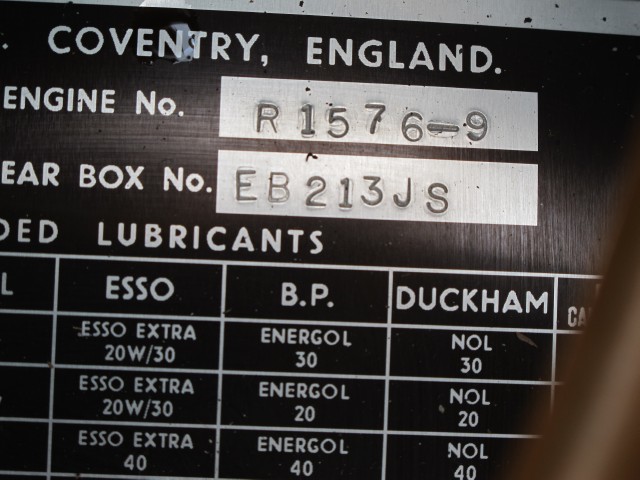 . COVENTRY, ENGLAND.
ENGINE No. R1576-9
EAR BOX No. EB213JS
DED LUBRICANTS
L ESSO B.P. DUCKHAM
ESSO EXTRA 20W/30 ENERGOL 30 NOL 30
ESSO EXTRA 20W/30 ENERGOL 20 NOL 20
ESSO EXTRA 40 ENERGOL 40 NOL 40